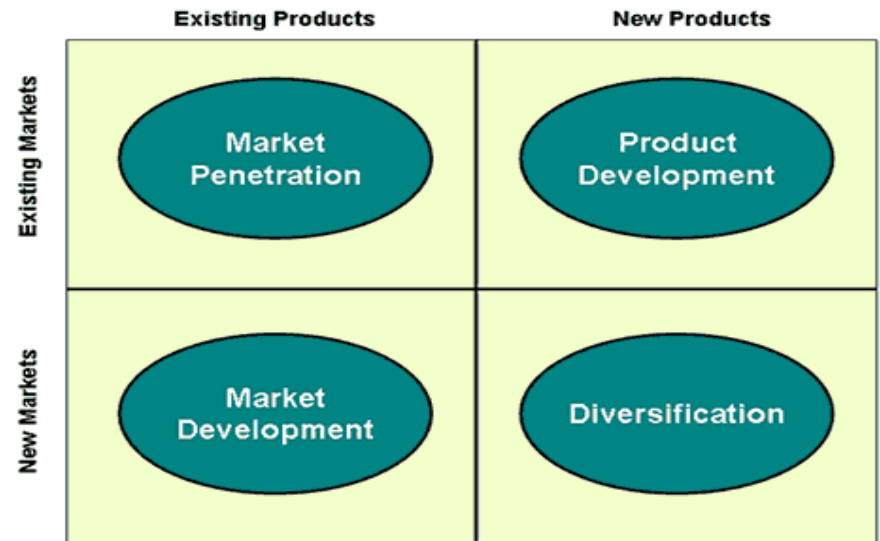 Existing Products
New Products
Existing Markets
Market
Penetration
Product
Development
New Markets
Market
Development
Diversification